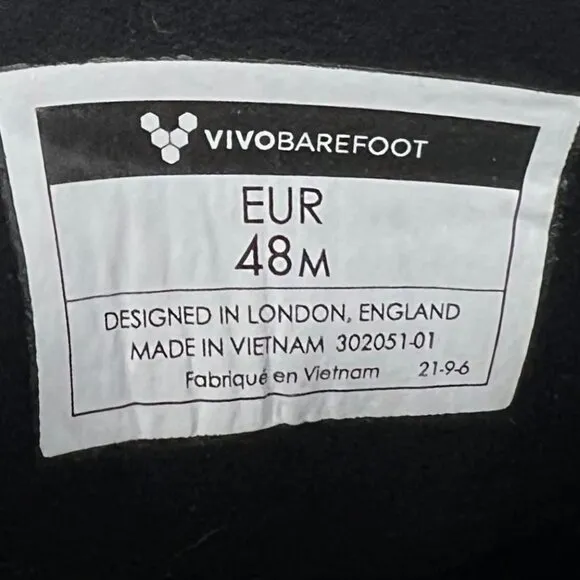 VIVOBAREFOOT
EUR
48M
DESIGNED IN LONDON, ENGLAND
MADE IN VIETNAM 302051-01
Fabriqué en Vietnam 21-9-6